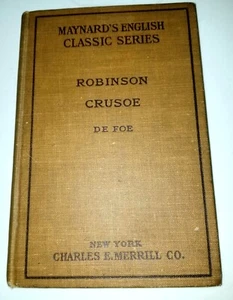 MAYNARD'S ENGLISH
CLASSIC SERIES
ROBINSON
CRUSOE
DE FOE
NEW YORK
CHARLES E. MERRILL CO.